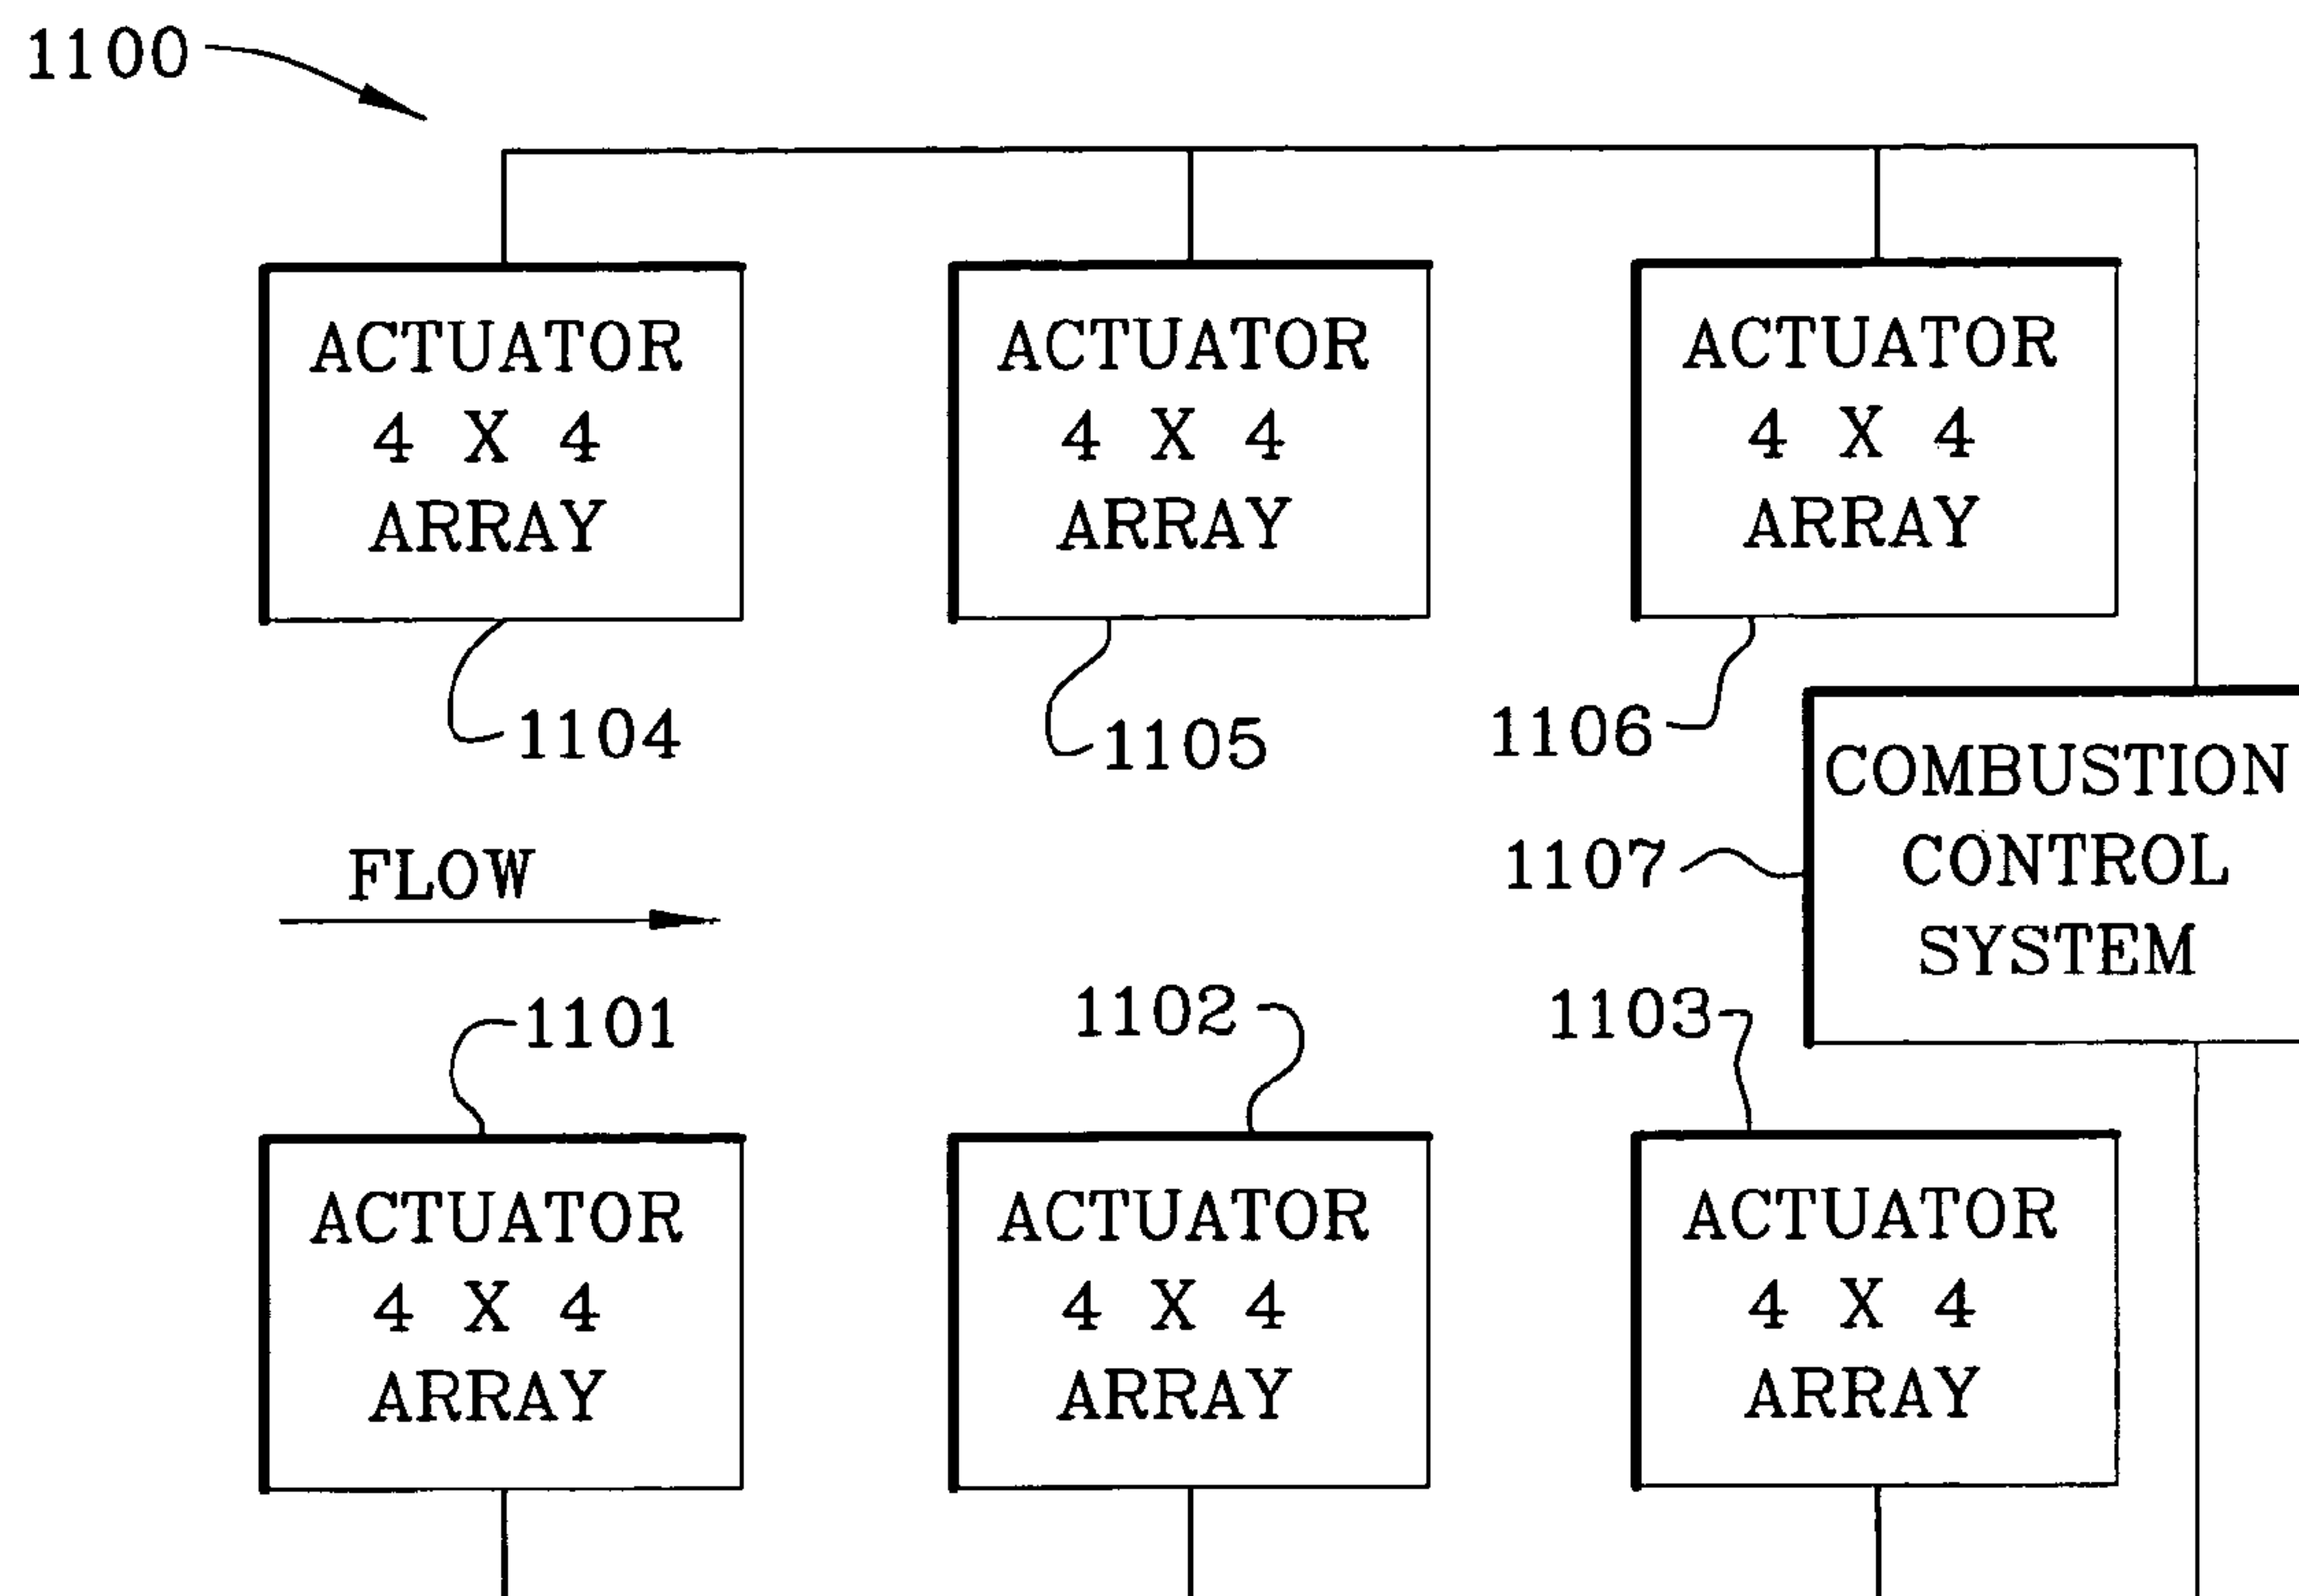 1100
ACTUATOR
4 X 4
ARRAY
ACTUATOR
4 X 4
ARRAY
ACTUATOR
4 X 4
ARRAY
1104
1105
1106
COMBUSTION
CONTROL
SYSTEM
1107
FLOW
1101
1102
1103
ACTUATOR
4 X 4
ARRAY
ACTUATOR
4 X 4
ARRAY
ACTUATOR
4 X 4
ARRAY